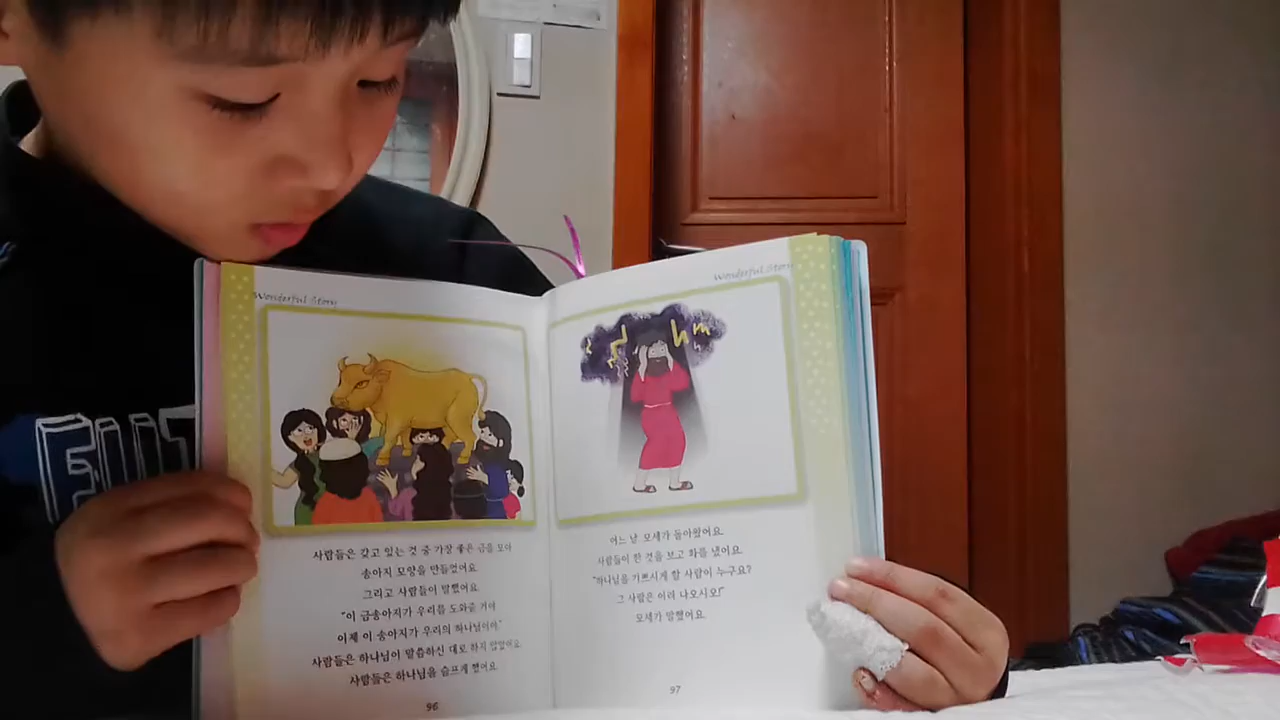 Wonderful Story
사람들은 갖고 있는 것 중 가장 좋은 금을 모아
송아지 모양을 만들었어요.
그리고 사람들이 말했어요.
"이 금송아지가 우리를 도와줄 거야.
이제 이 송아지가 우리의 하나님이야."
사람들은 하나님이 말씀하신 대로 하지 않았어요.
사람들은 하나님을 슬프게 했어요.
96
Wonderful Story
어느 날 모세가 돌아왔어요.
사람들이 한 것을 보고 화를 냈어요.
"하나님을 기쁘시게 할 사람이 누구요?
그 사람은 이리 나오시오!"
모세가 말했어요.
97